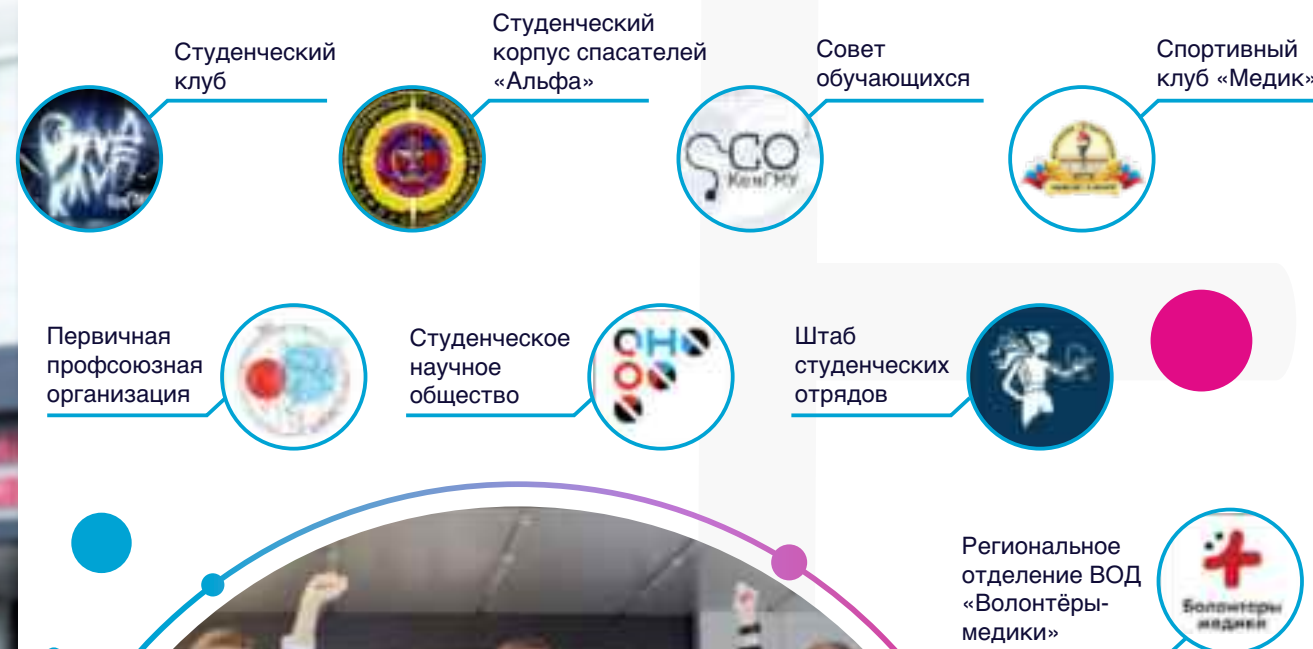 Студенческий
клуб
Студенческий
корпус спасателей
«Альфа»
Совет
обучающихся
СО
КемГМУ
Спортивный
клуб «Медик»
Первичная
профсоюзная
организация
Студенческое
научное
общество
Штаб
студенческих
отрядов
Региональное
отделение ВОД
«Волонтёры-
медики»
Волонтеры
медики